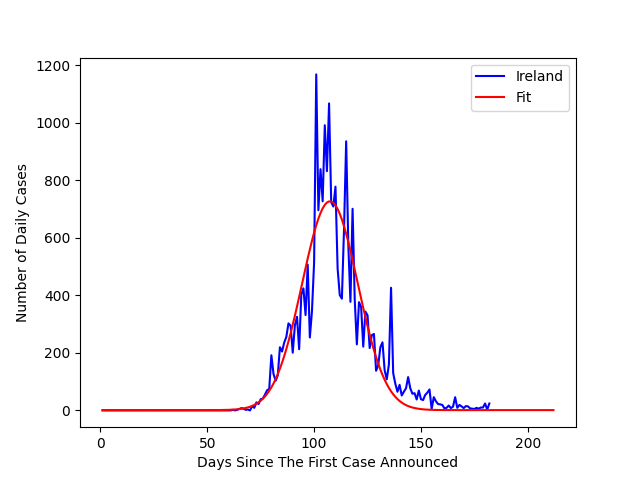 1200
1000
800
600
400
200
0
0 50 100 150 200
Number of Daily Cases
Days Since The First Case Announced
Ireland
Fit